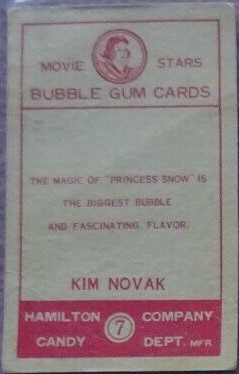 MOVIE STARS
BUBBLE GUM CARDS
THE MAGIC OF "PRINCESS SNOW" IS
THE BIGGEST BUBBLE
AND FASCINATING, FLAVOR,
KIM NOVAK
HAMILTON 7 COMPANY
CANDY DEPT. MFR.